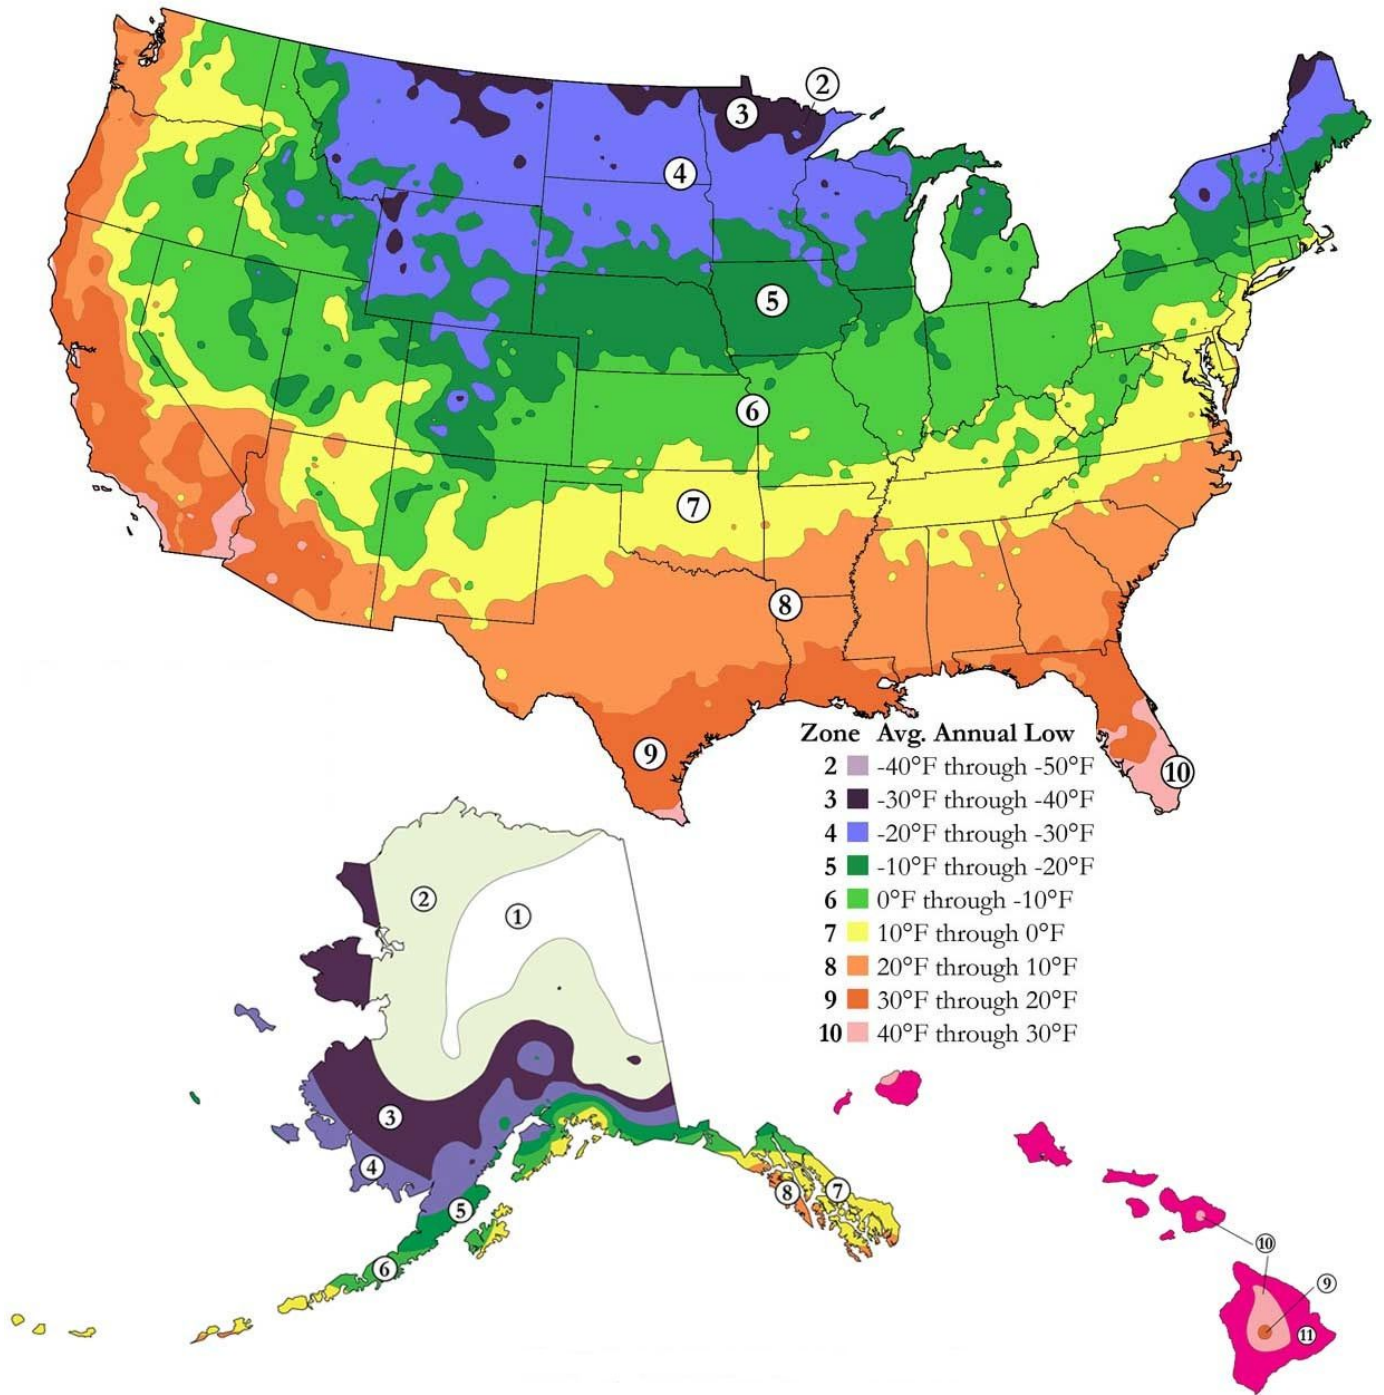 2
3
4
5
6
7
8
9
10
Zone Avg. Annual Low
2 -40°F through -50°F
3 -30°F through -40°F
4 -20°F through -30°F
5 -10°F through -20°F
6 0°F through -10°F
7 10°F through 0°F
8 20°F through 10°F
9 30°F through 20°F
10 40°F through 30°F
2
1
3
4
5
6
8
7
10
9
11